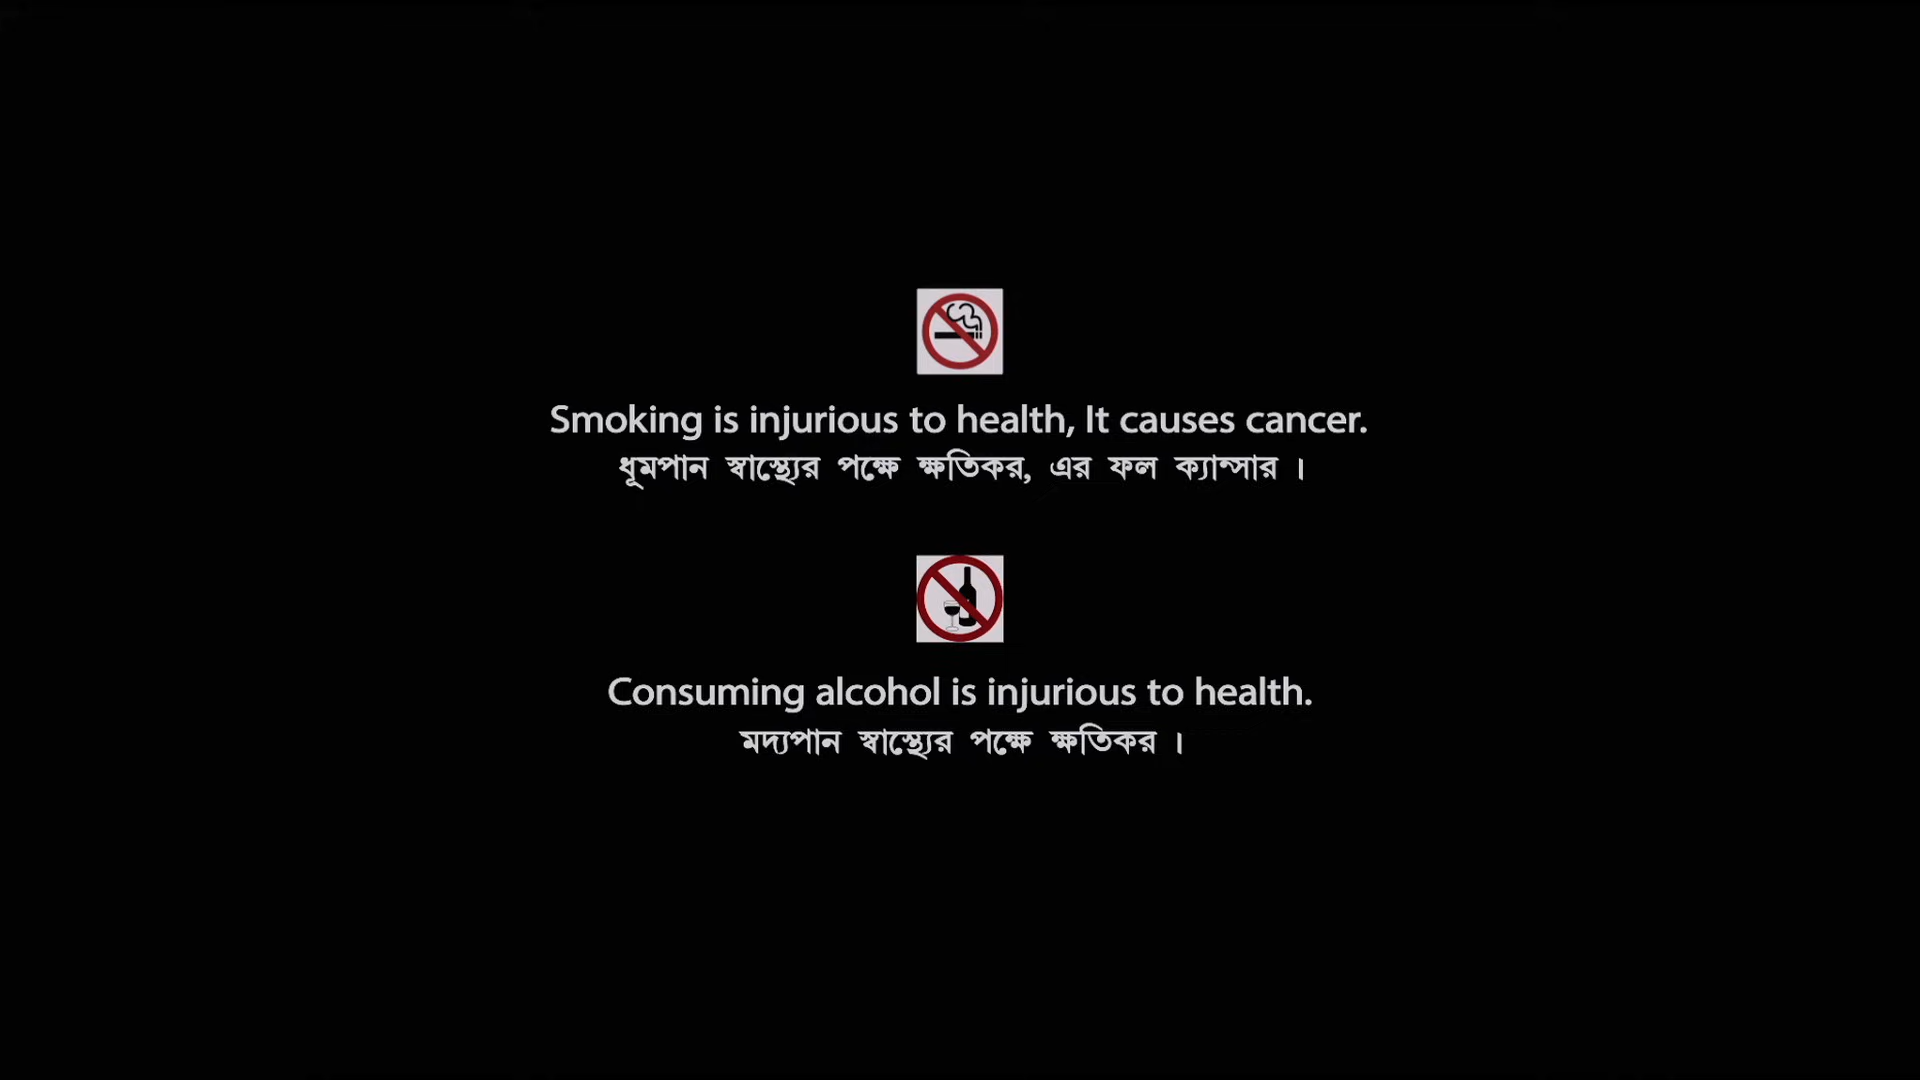 Smoking is injurious to health, It causes cancer.
ধূমপান স্বাস্থ্যের পক্ষে ক্ষতিকর, এর ফল ক্যান্সার ।
Consuming alcohol is injurious to health.
মদ্যপান স্বাস্থ্যের পক্ষে ক্ষতিকর ।